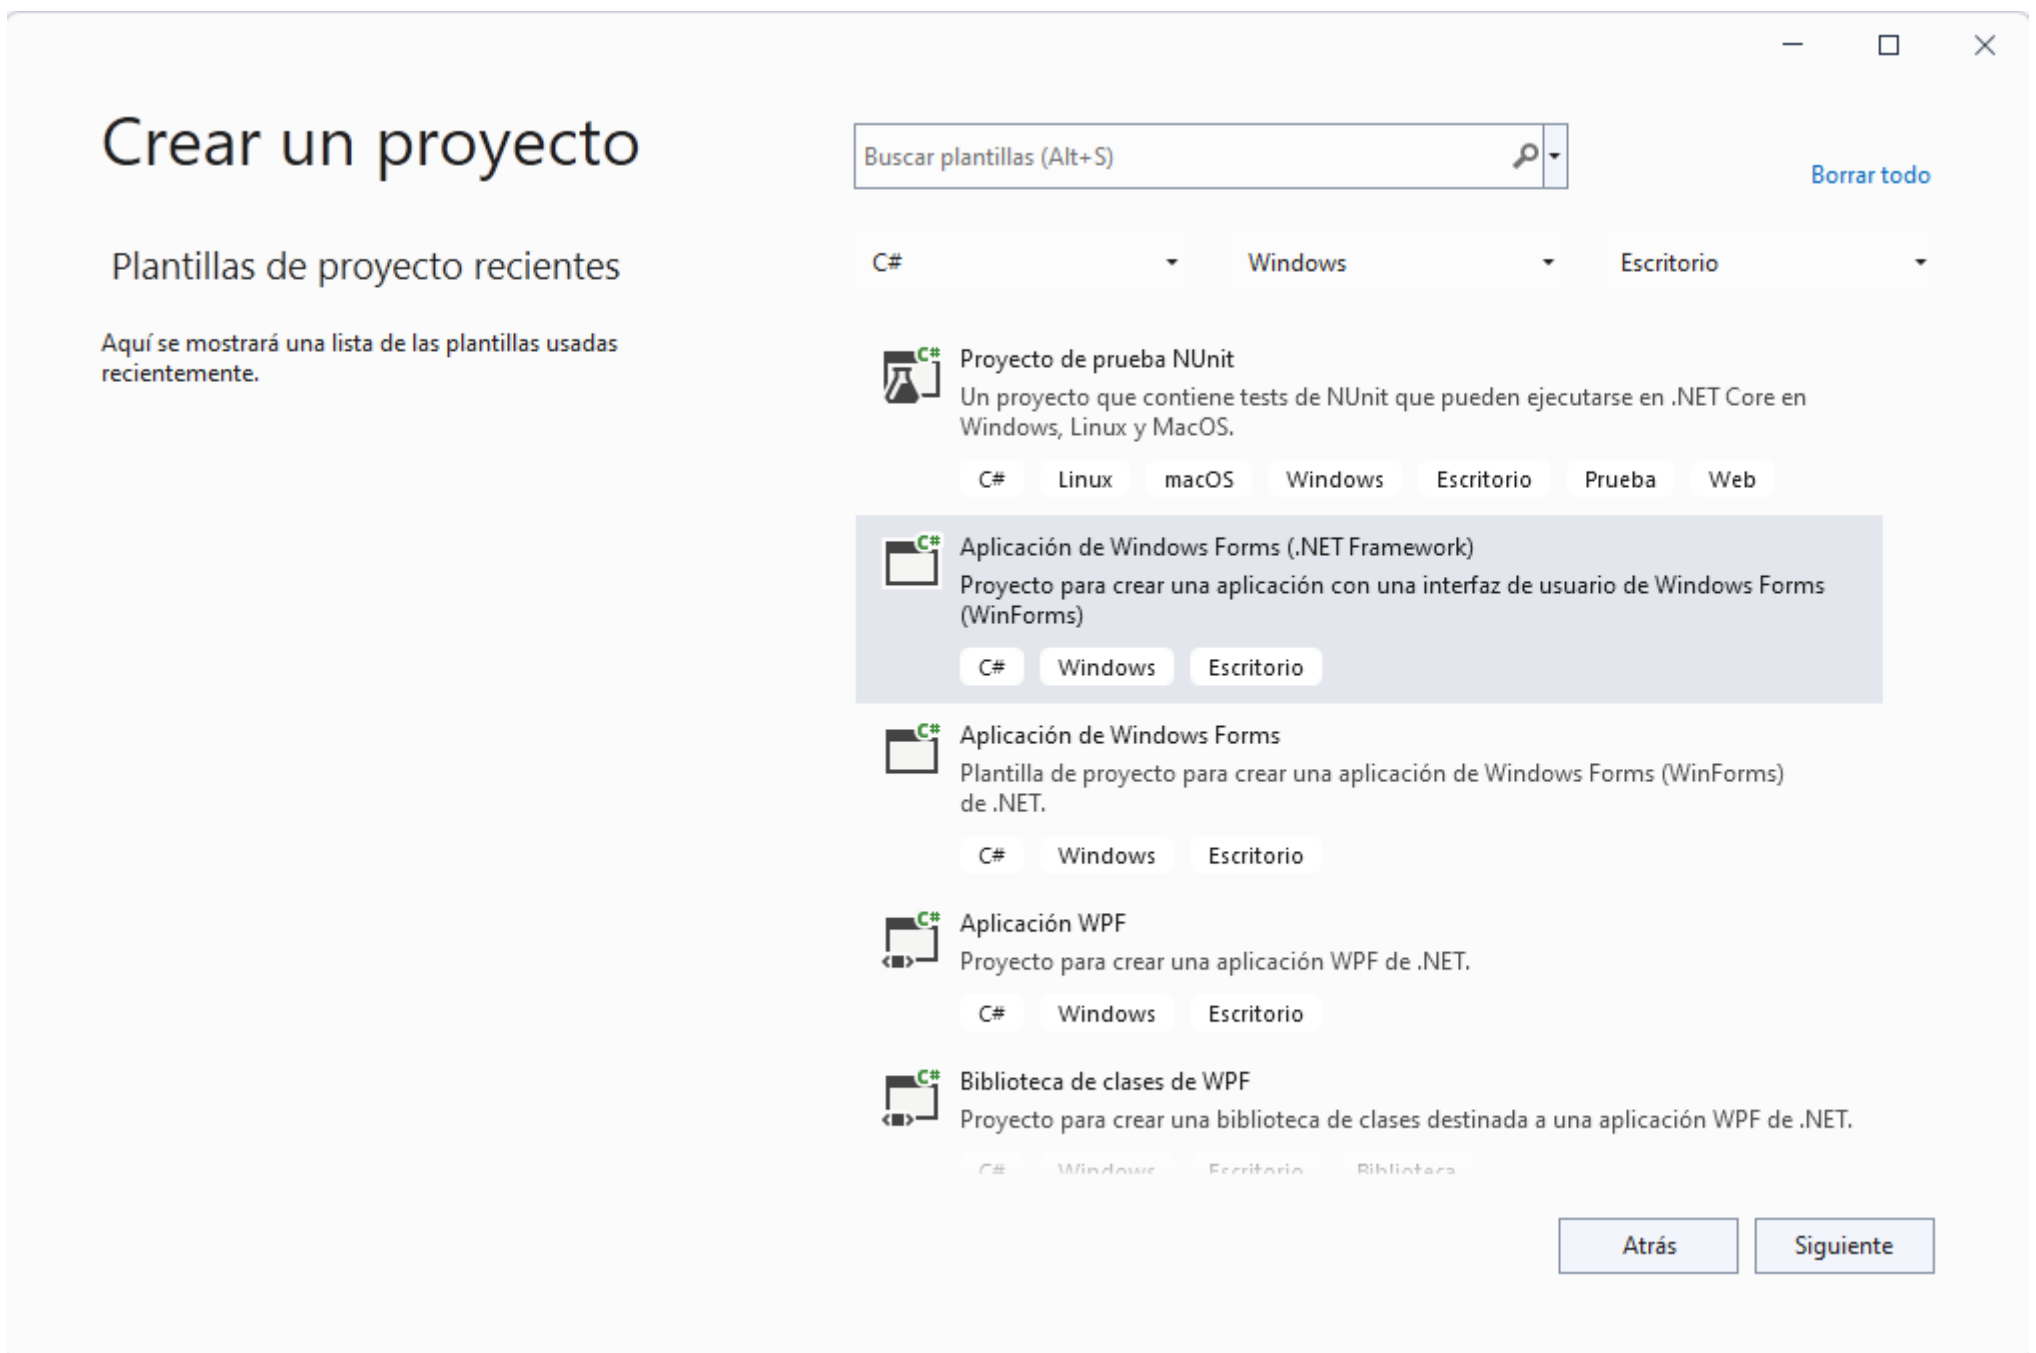 Crear un proyecto
Buscar plantillas (Alt+S)
Borrar todo
Plantillas de proyecto recientes
Aquí se mostrará una lista de las plantillas usadas
recientemente.
C#
Windows
Escritorio
C#
Proyecto de prueba NUnit
Un proyecto que contiene tests de NUnit que pueden ejecutarse en .NET Core en
Windows, Linux y MacOS.
C# Linux macOS Windows Escritorio Prueba Web
C#
Aplicación de Windows Forms (.NET Framework)
Proyecto para crear una aplicación con una interfaz de usuario de Windows Forms
(WinForms)
C# Windows Escritorio
C#
Aplicación de Windows Forms
Plantilla de proyecto para crear una aplicación de Windows Forms (WinForms)
de .NET.
C# Windows Escritorio
C#
Aplicación WPF
Proyecto para crear una aplicación WPF de .NET.
C# Windows Escritorio
C#
Biblioteca de clases de WPF
Proyecto para crear una biblioteca de clases destinada a una aplicación WPF de .NET.
C# Windows Escritorio Biblioteca
Atrás
Siguiente